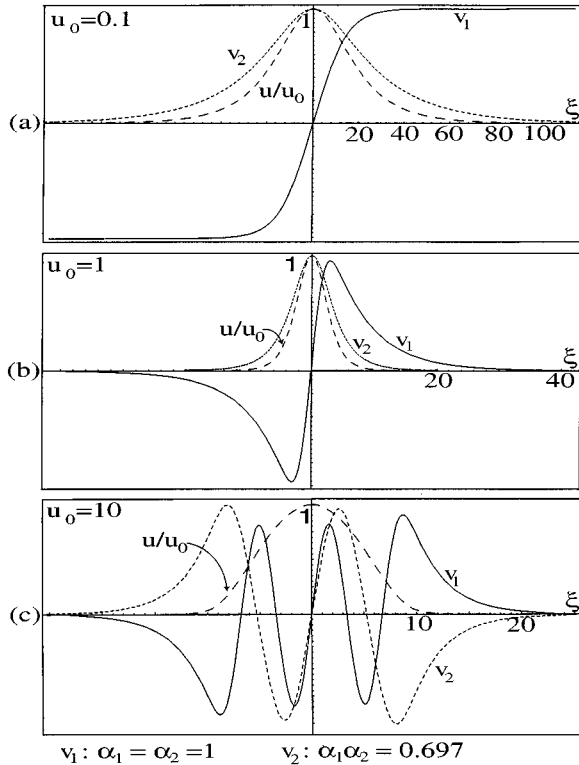 u₀=0.1
1
v₁
v₂
u/u₀
ξ
(a)
20 40 60 80 100
u₀=1
1
u/u₀
v₂
v₁
ξ
(b)
20 40
u₀=10
1
u/u₀
v₁
ξ
(c)
10 20
v₂
v₁: α₁ = α₂ =1 v₂: α₁α₂ = 0.697